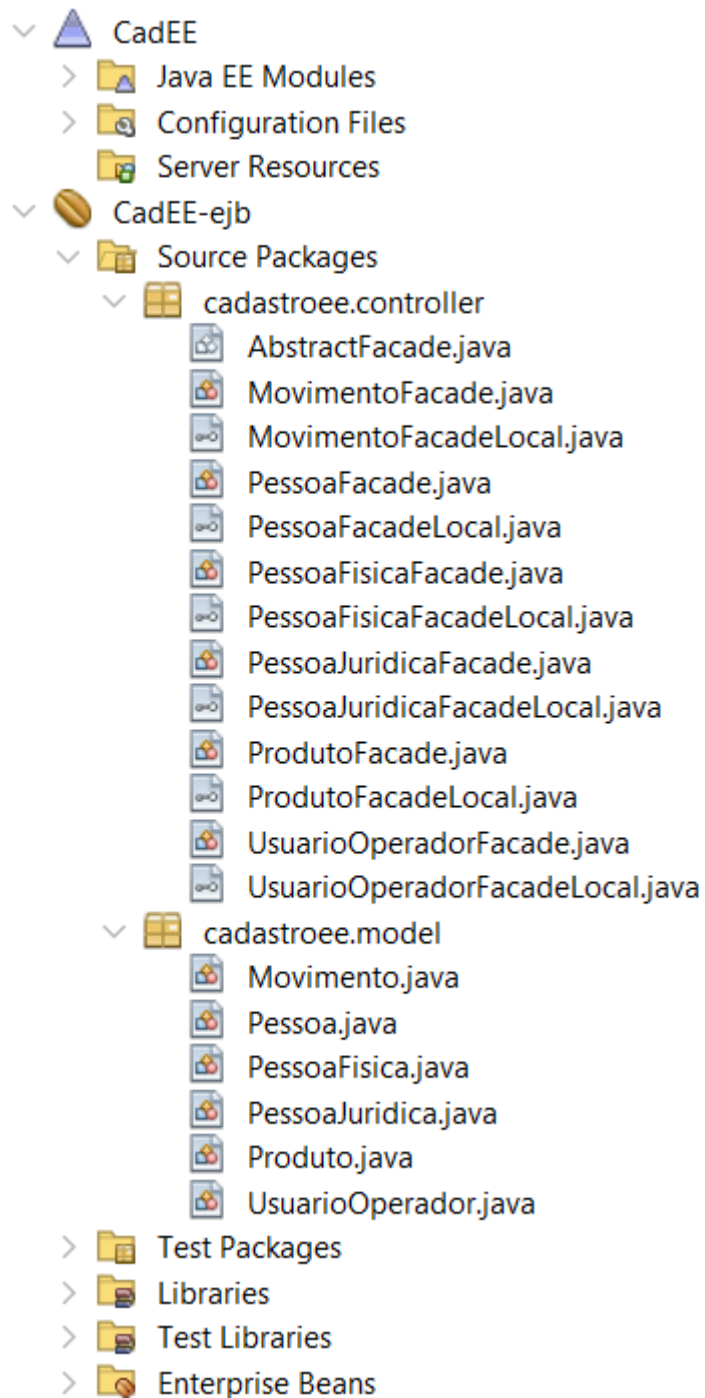 CadEE
Java EE Modules
Configuration Files
Server Resources
CadEE-ejb
Source Packages
cadastroee.controller
AbstractFacade.java
MovimentoFacade.java
MovimentoFacadeLocal.java
PessoaFacade.java
PessoaFacadeLocal.java
PessoaFisicaFacade.java
PessoaFisicaFacadeLocal.java
PessoaJuridicaFacade.java
PessoaJuridicaFacadeLocal.java
ProdutoFacade.java
ProdutoFacadeLocal.java
UsuarioOperadorFacade.java
UsuarioOperadorFacadeLocal.java
cadastroee.model
Movimento.java
Pessoa.java
PessoaFisica.java
PessoaJuridica.java
Produto.java
UsuarioOperador.java
Test Packages
Libraries
Test Libraries
Enterprise Beans